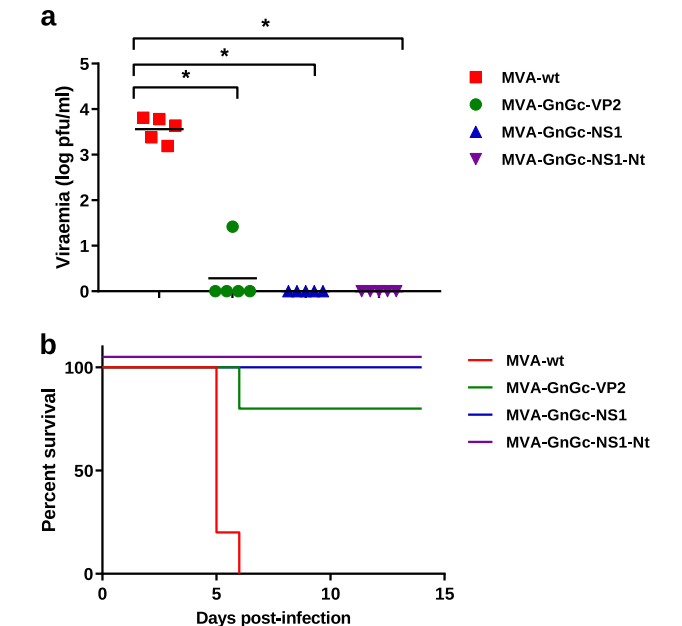 a
*
*
*
Viraemia (log pfu/ml)
5
4
3
2
1
0
MVA-wt
MVA-GnGc-VP2
MVA-GnGc-NS1
MVA-GnGc-NS1-Nt
b
Percent survival
100
50
0
0 5 10 15
Days post-infection
MVA-wt
MVA-GnGc-VP2
MVA-GnGc-NS1
MVA-GnGc-NS1-Nt